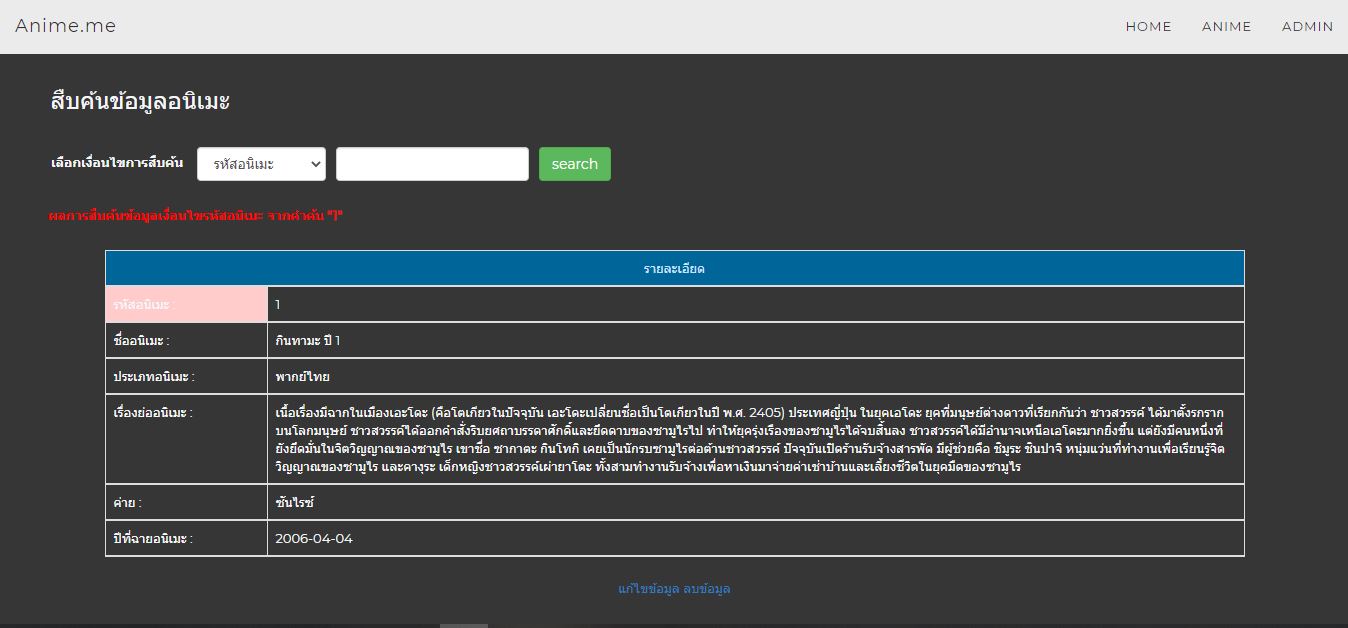 Anime.me
HOME ANIME ADMIN
สืบค้นข้อมูลอนิเมะ
เลือกเงื่อนไขการสืบค้น รหัสอนิเมะ search
ผลการสืบค้นข้อมูลเงื่อนไขรหัสอนิเมะ จากคำค้น "1"
รายละเอียด
รหัสอนิเมะ : 1
ชื่ออนิเมะ : กินทามะ ปี 1
ประเภทอนิเมะ : พากย์ไทย
เรื่องย่ออนิเมะ : เนื้อเรื่องมีฉากในเมืองเอะโดะ (คือโตเกียวในปัจจุบัน เอะโดะเปลี่ยนชื่อเป็นโตเกียวในปี พ.ศ. 2405) ประเทศญี่ปุ่น ในยุคเอโดะ ยุคที่มนุษย์ต่างดาวที่เรียกกันว่า ชาวสวรรค์ ได้มาตั้งรกราก
บนโลกมนุษย์ ชาวสวรรค์ได้ออกคำสั่งริบยศถาบรรดาศักดิ์และยึดดาบของซามูไรไป ทำให้ยุครุ่งเรืองของซามูไรได้จบสิ้นลง ชาวสวรรค์ได้มีอำนาจเหนือเอโดะมากยิ่งขึ้น แต่ยังมีคนหนึ่งที่
ยังยึดมั่นในจิตวิญญาณของซามูไร เขาชื่อ ซากาตะ กินโทกิ เคยเป็นนักรบซามูไรต่อต้านชาวสวรรค์ ปัจจุบันเปิดร้านรับจ้างสารพัด มีผู้ช่วยคือ ชิมูระ ชินปาจิ หนุ่มแว่นที่ทำงานเพื่อเรียนรู้จิต
วิญญาณของซามูไร และคางุระ เด็กหญิงชาวสวรรค์เผ่ายาโตะ ทั้งสามทำงานรับจ้างเพื่อหาเงินมาจ่ายค่าเช่าบ้านและเลี้ยงชีวิตในยุคมืดของซามูไร
ค่าย : ซันไรซ์
ปีที่ฉายอนิเมะ : 2006-04-04
แก้ไขข้อมูล ลบข้อมูล